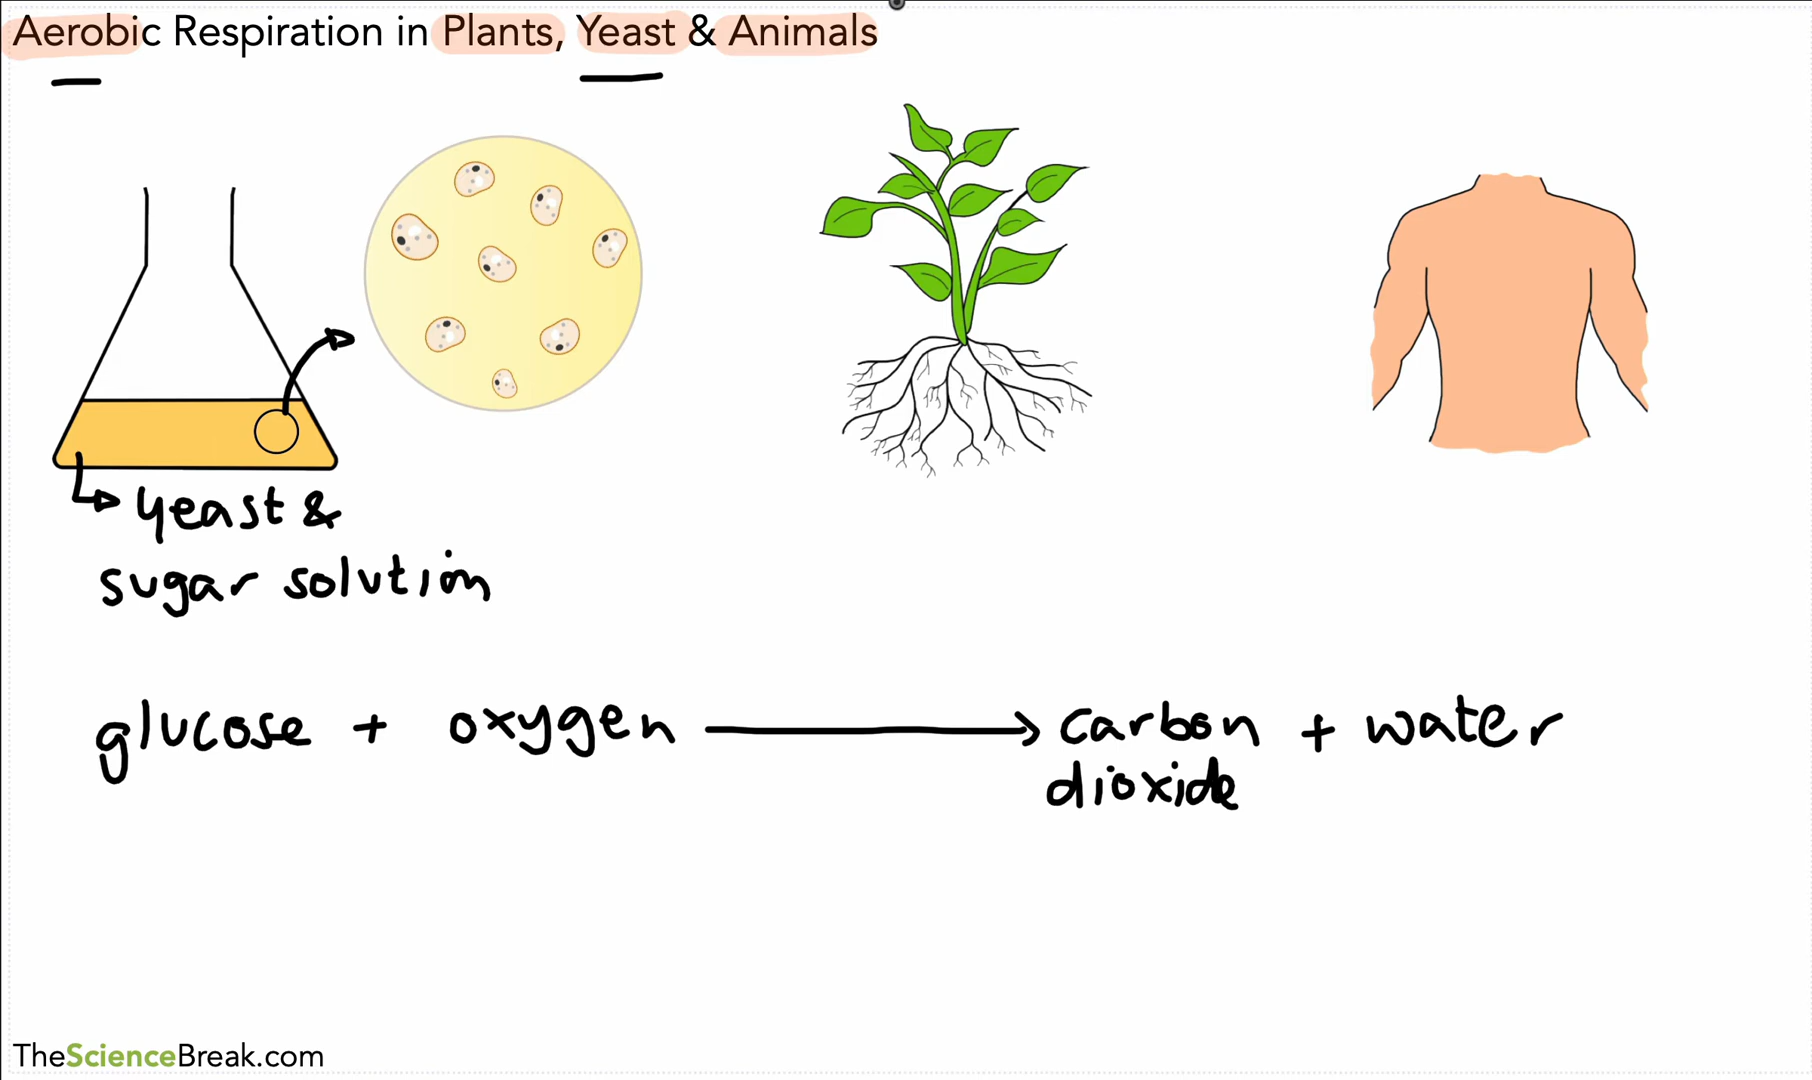 Aerobic Respiration in Plants, Yeast & Animals
yeast &
sugar solution
glucose + oxygen → carbon + water
dioxide
TheScienceBreak.com